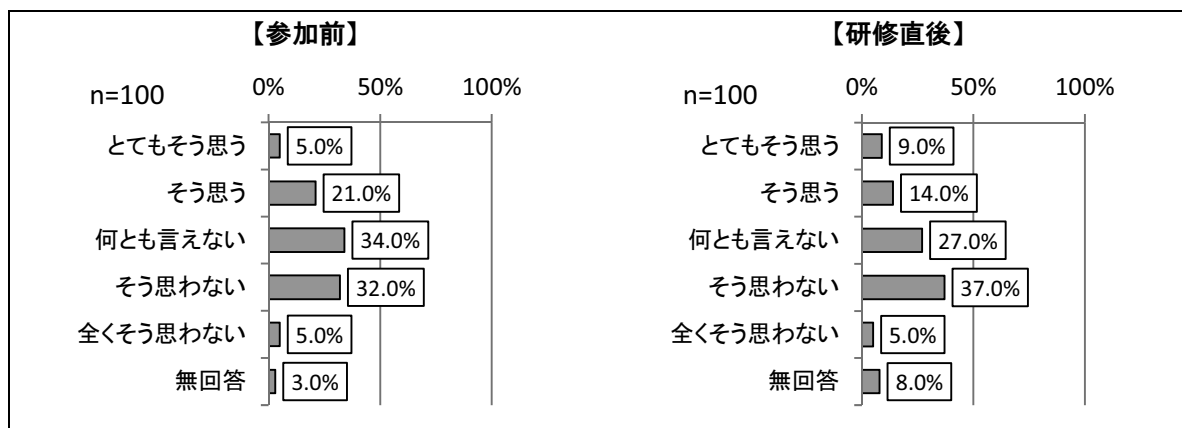 【参加前】
n=100
0% 50% 100%
とてもそう思う 5.0%
そう思う 21.0%
何とも言えない 34.0%
そう思わない 32.0%
全くそう思わない 5.0%
無回答 3.0%
【研修直後】
n=100
0% 50% 100%
とてもそう思う 9.0%
そう思う 14.0%
何とも言えない 27.0%
そう思わない 37.0%
全くそう思わない 5.0%
無回答 8.0%